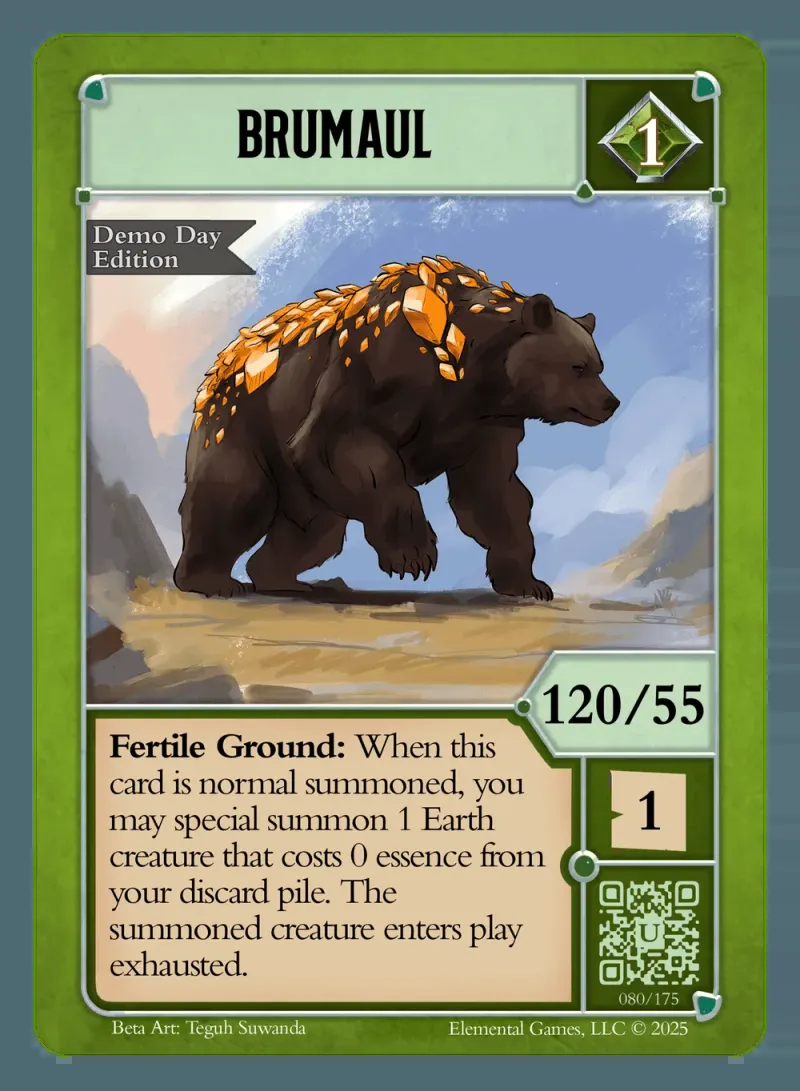 BRUMAUL
1
Demo Day
Edition
120/55
Fertile Ground: When this
card is normal summoned, you
may special summon 1 Earth
creature that costs 0 essence from
your discard pile. The
summoned creature enters play
exhausted.
1
U
080/175
Beta Art: Teguh Suwanda
Elemental Games, LLC © 2025